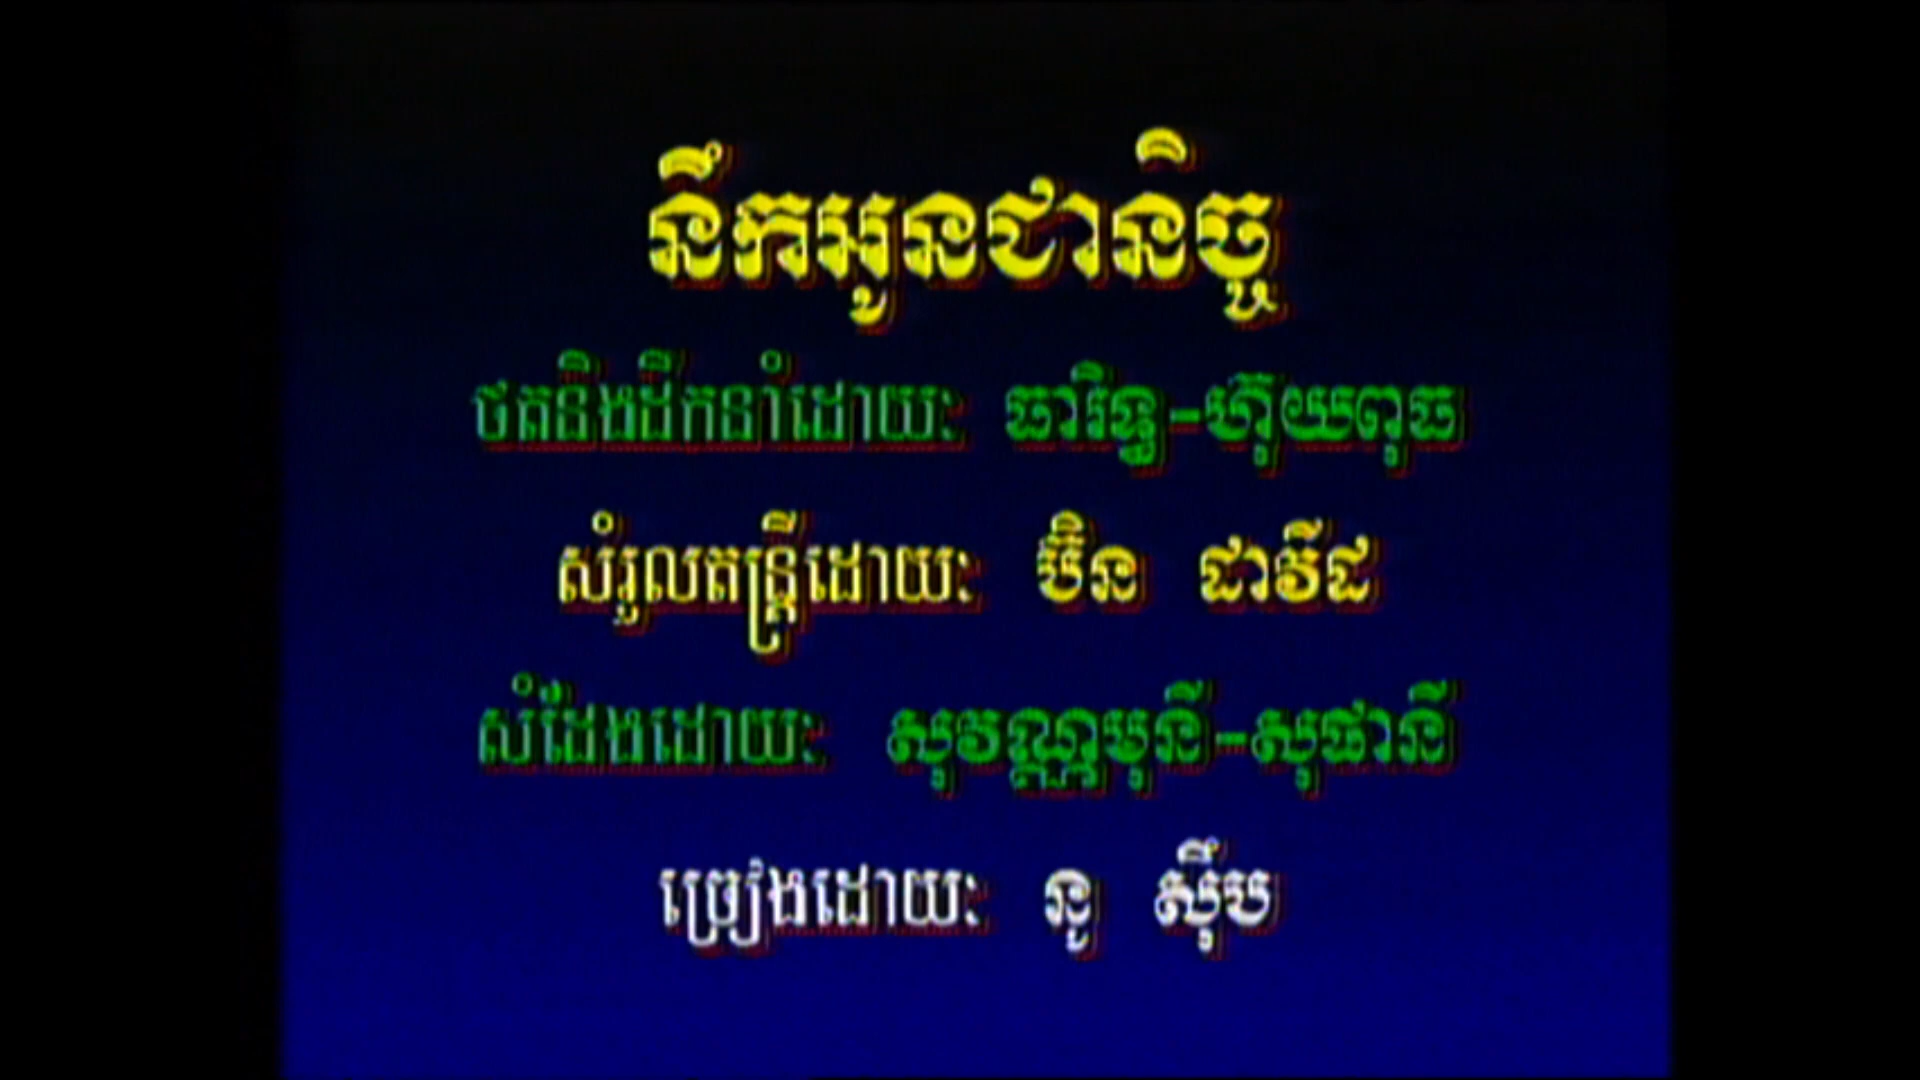 នឹកអូនជានិច្ច
ថតនិងដឹកនាំដោយៈ ធារិទ្ធ-ហ៊ុយពុធ
សំរួលតន្ត្រីដោយៈ ប៊ិន ដាវីដ
សំដែងដោយៈ សុវណ្ណមុនី-សុផានី
ច្រៀងដោយៈ នូ ស៊ីប